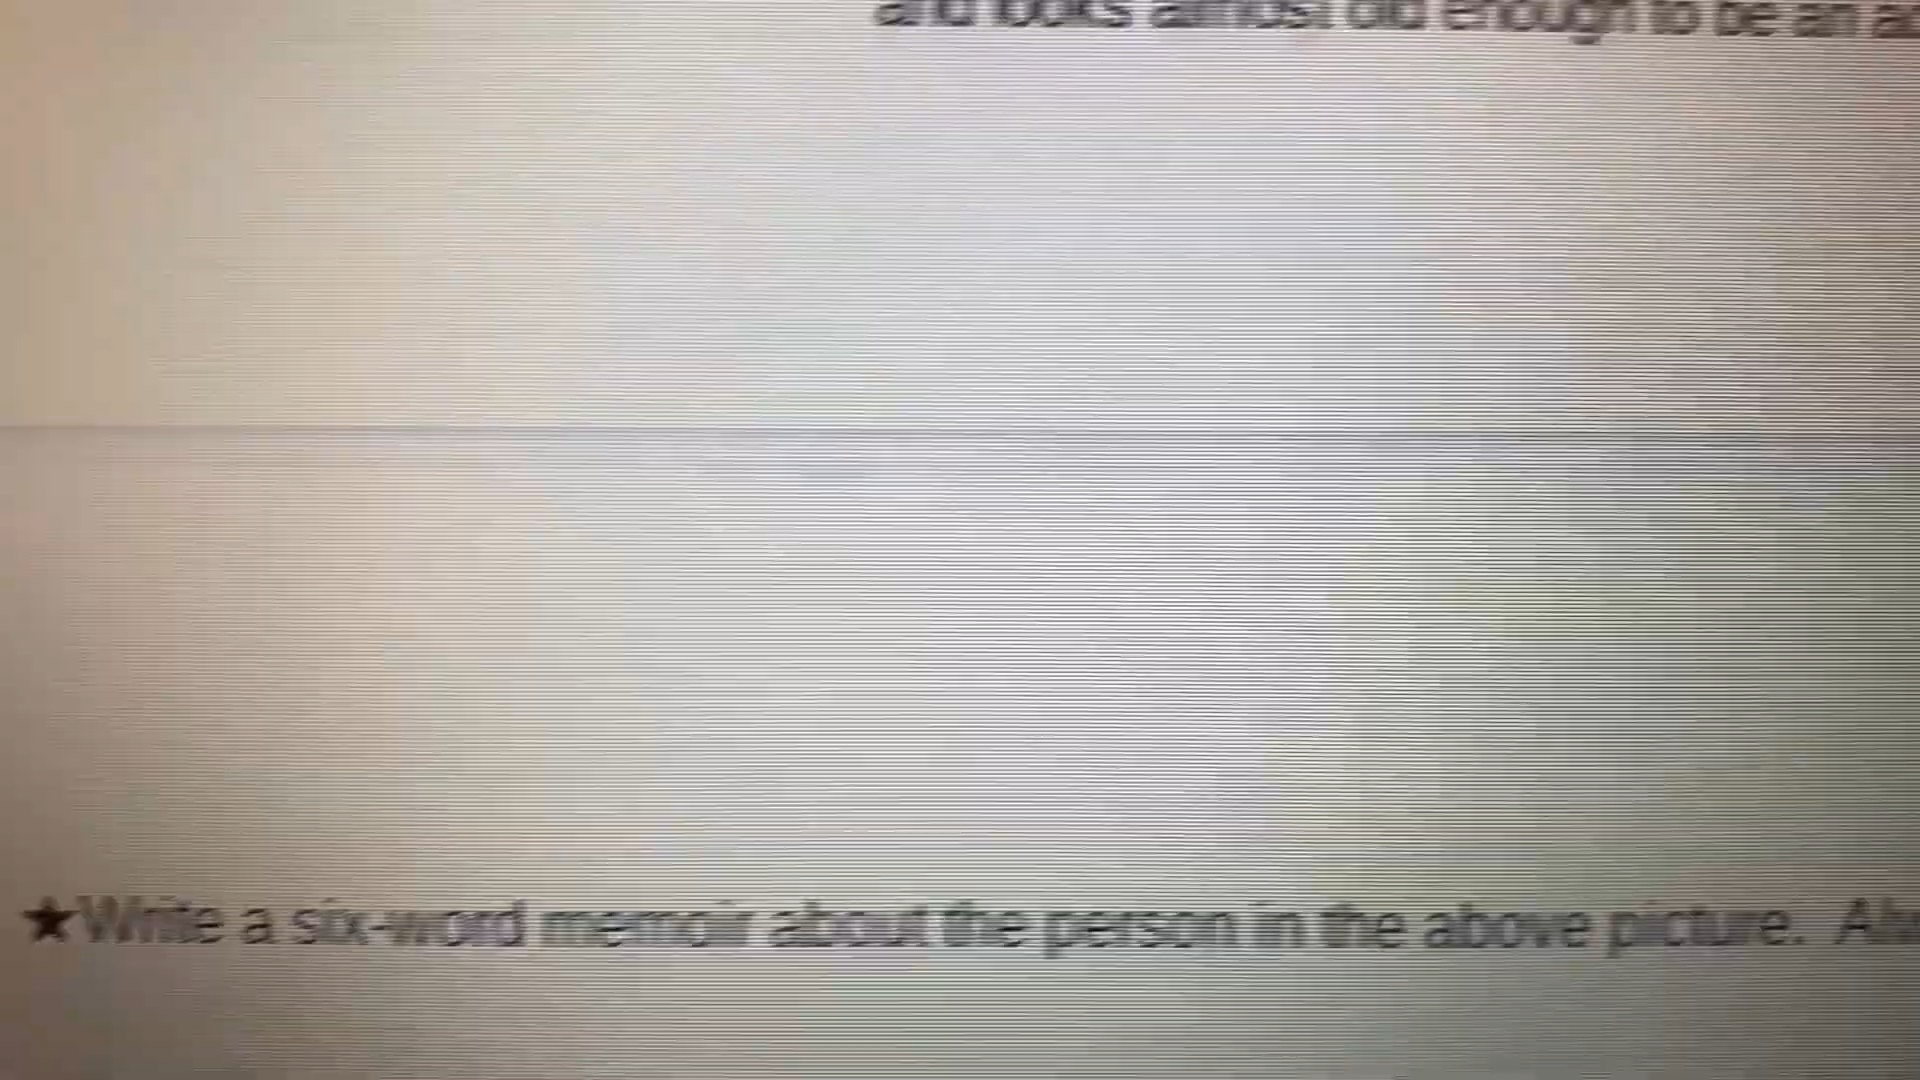 and looks almost old enough to be an
★Write a six-word memoir about the person in the above picture.